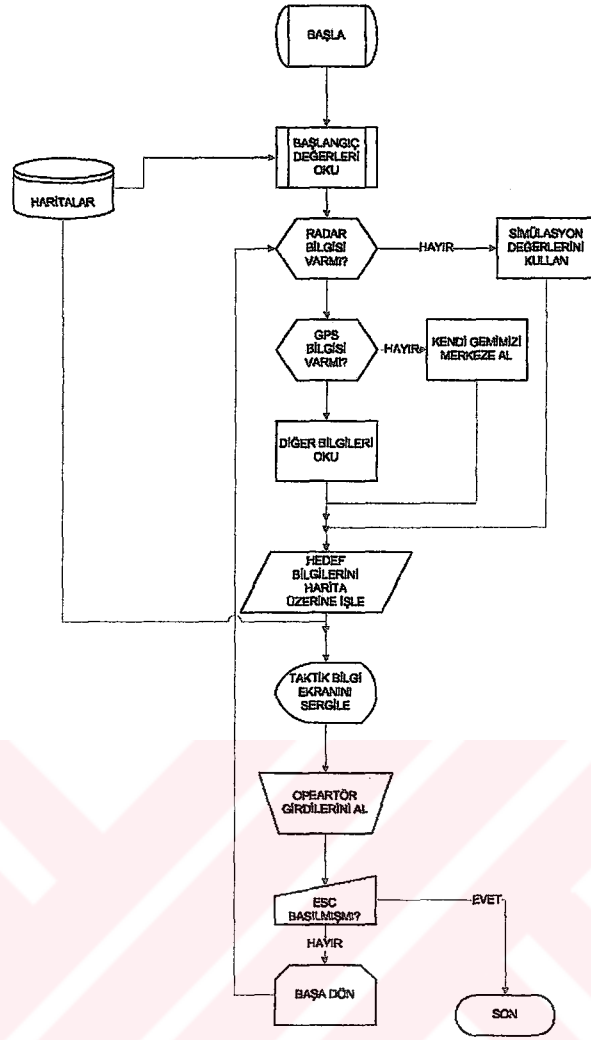 BAŞLA
BAŞLANGIÇ
DEĞERLERİ
OKU
HARİTALAR
RADAR
BİLGİSİ
VARMI?
HAYIR
SİMÜLASYON
DEĞERLERİNİ
KULLAN
GPS
BİLGİSİ
VARMI?
HAYIR
KENDİ GEMİMİZİ
MERKEZE AL
DİĞER BİLGİLERİ
OKU
HEDEF
BİLGİLERİNİ
HARİTA
ÜZERİNE İŞLE
TAKTİK BİLGİ
EKRANINI
SERGİLE
OPEARTÖR
GİRDİLERİNİ AL
ESC
BASILMIŞMI?
EVET
HAYIR
BAŞA DÖN
SON